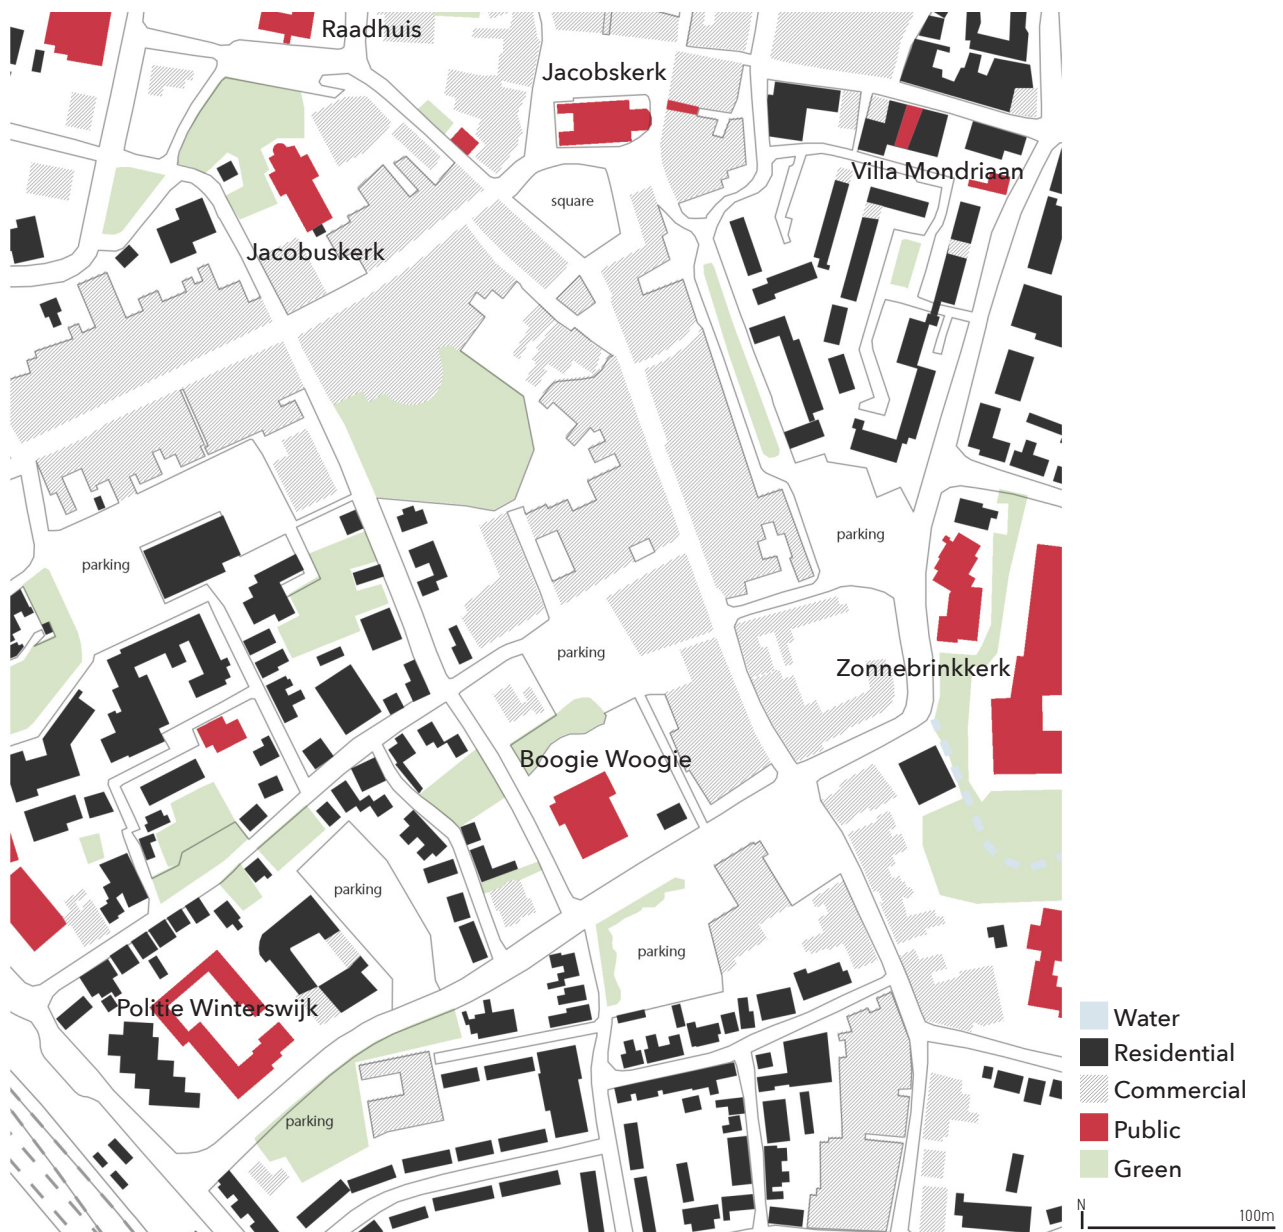 Raadhuis
Jacobskerk
Villa Mondriaan
square
Jacobuskerk
parking
parking
parking
Zonnebrinkkerk
Boogie Woogie
parking
parking
Politie Winterswijk
parking
Water
Residential
Commercial
Public
Green
N
100m